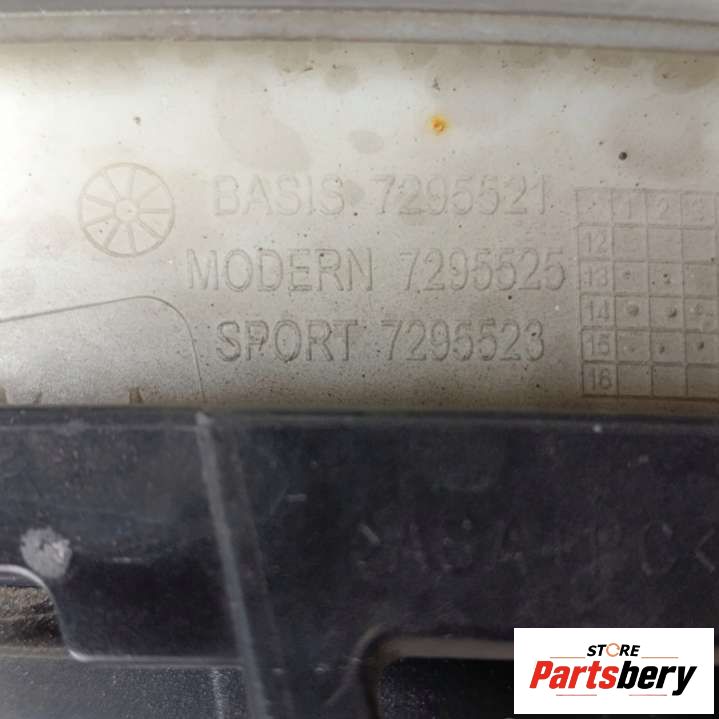 BASIS 7295521
MODERN 7295525
SPORT 7295523
1 2 3
12
13
14
15
16
STORE
Partsbery